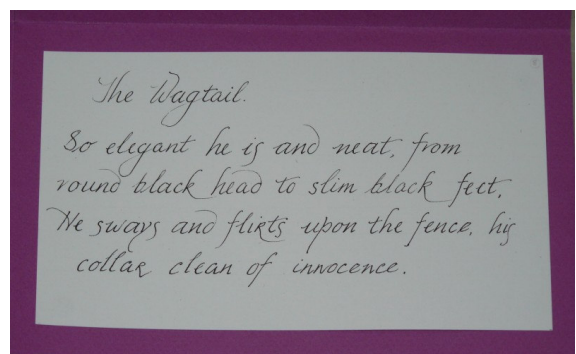 The Wagtail.
So elegant he is and neat, from
round black head to slim black feet,
He sways and flirts upon the fence, his
collar clean of innocence.